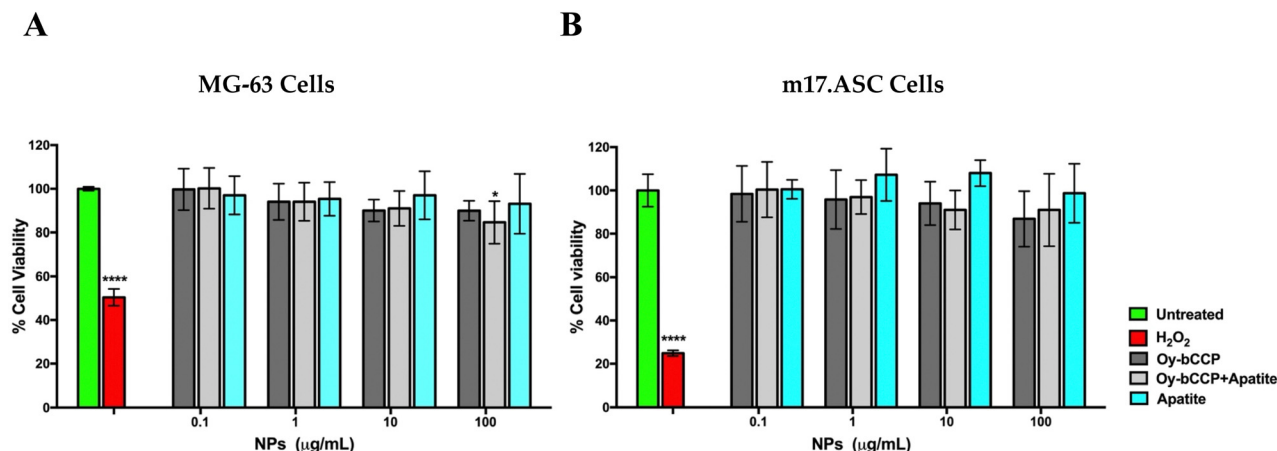 A
B
MG-63 Cells
m17.ASC Cells
% Cell Viability
120
100
80
60
40
20
0
****
*
0.1
1
10
100
NPs (μg/mL)
% Cell viability
120
100
80
60
40
20
0
****
0.1
1
10
100
NPs (μg/mL)
Untreated
H₂O₂
Oy-bCCP
Oy-bCCP+Apatite
Apatite